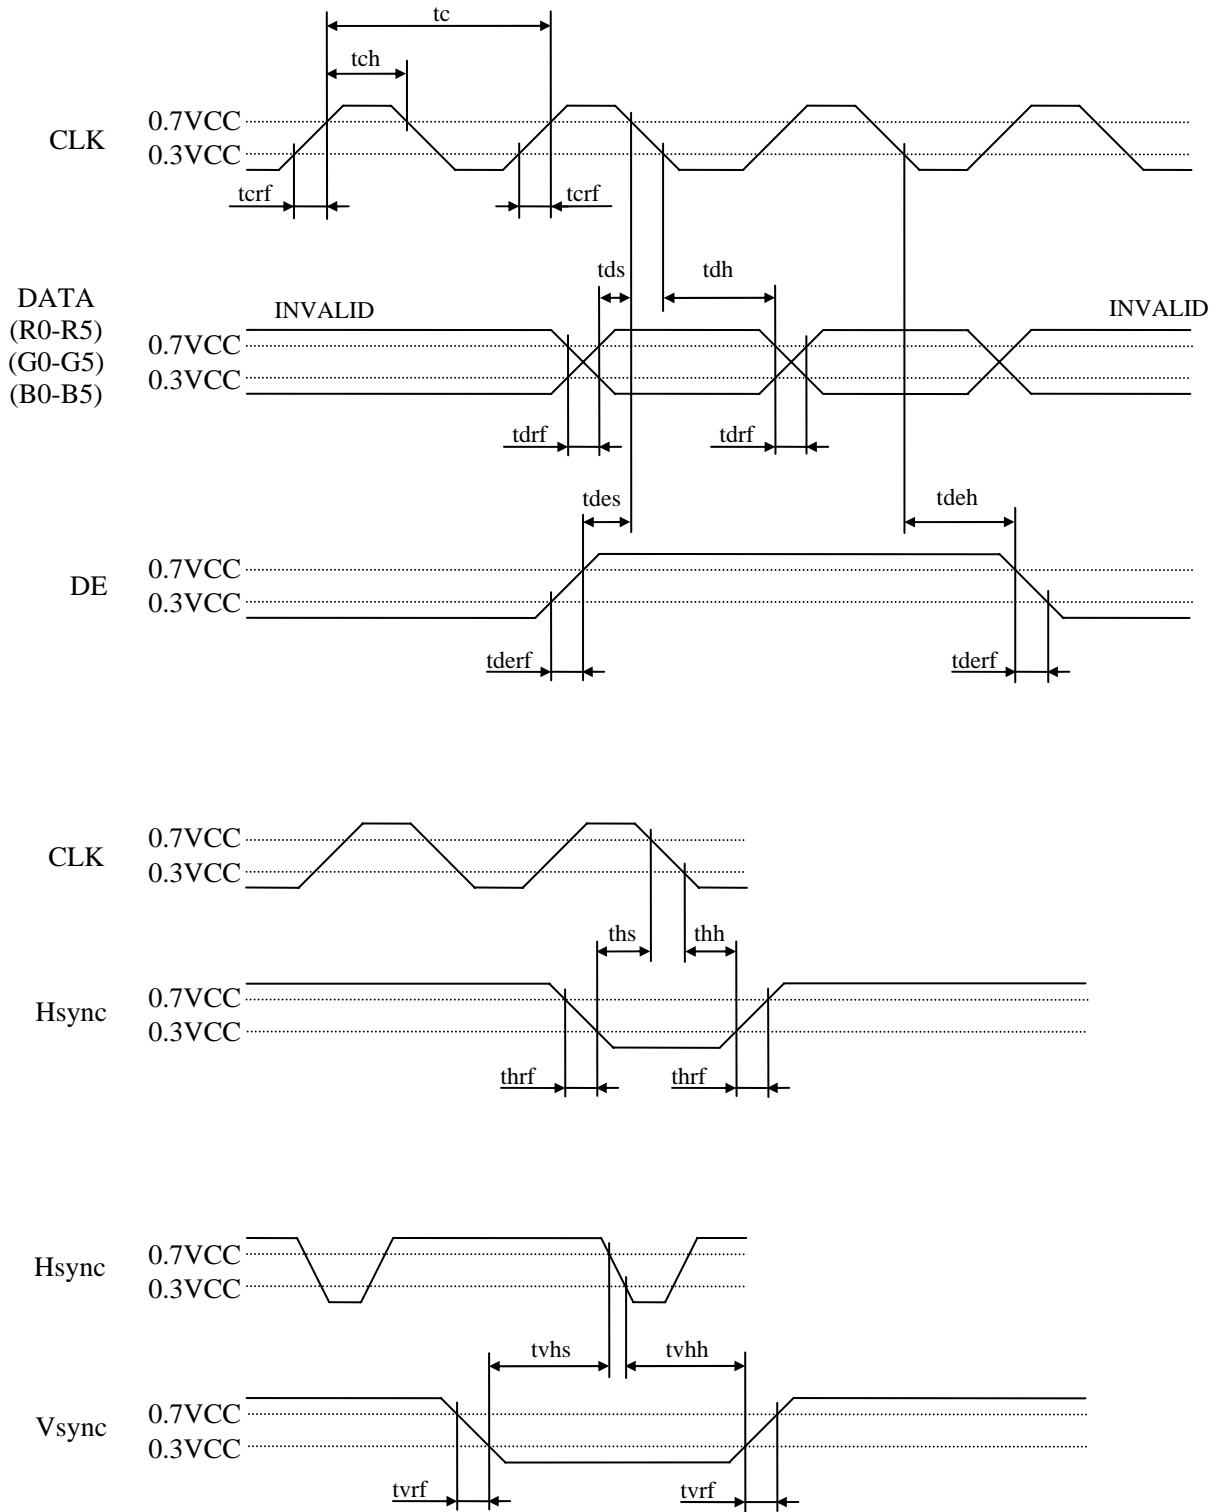 tc
tch
CLK
0.7VCC
0.3VCC
tcrf
tcrf
tds
tdh
DATA
(R0-R5)
(G0-G5)
(B0-B5)
INVALID
INVALID
0.7VCC
0.3VCC
tdrf
tdrf
tdes
tdeh
DE
0.7VCC
0.3VCC
tderf
tderf
CLK
0.7VCC
0.3VCC
ths
thh
Hsync
0.7VCC
0.3VCC
thrf
thrf
Hsync
0.7VCC
0.3VCC
tvhs
tvhh
Vsync
0.7VCC
0.3VCC
tvrf
tvrf